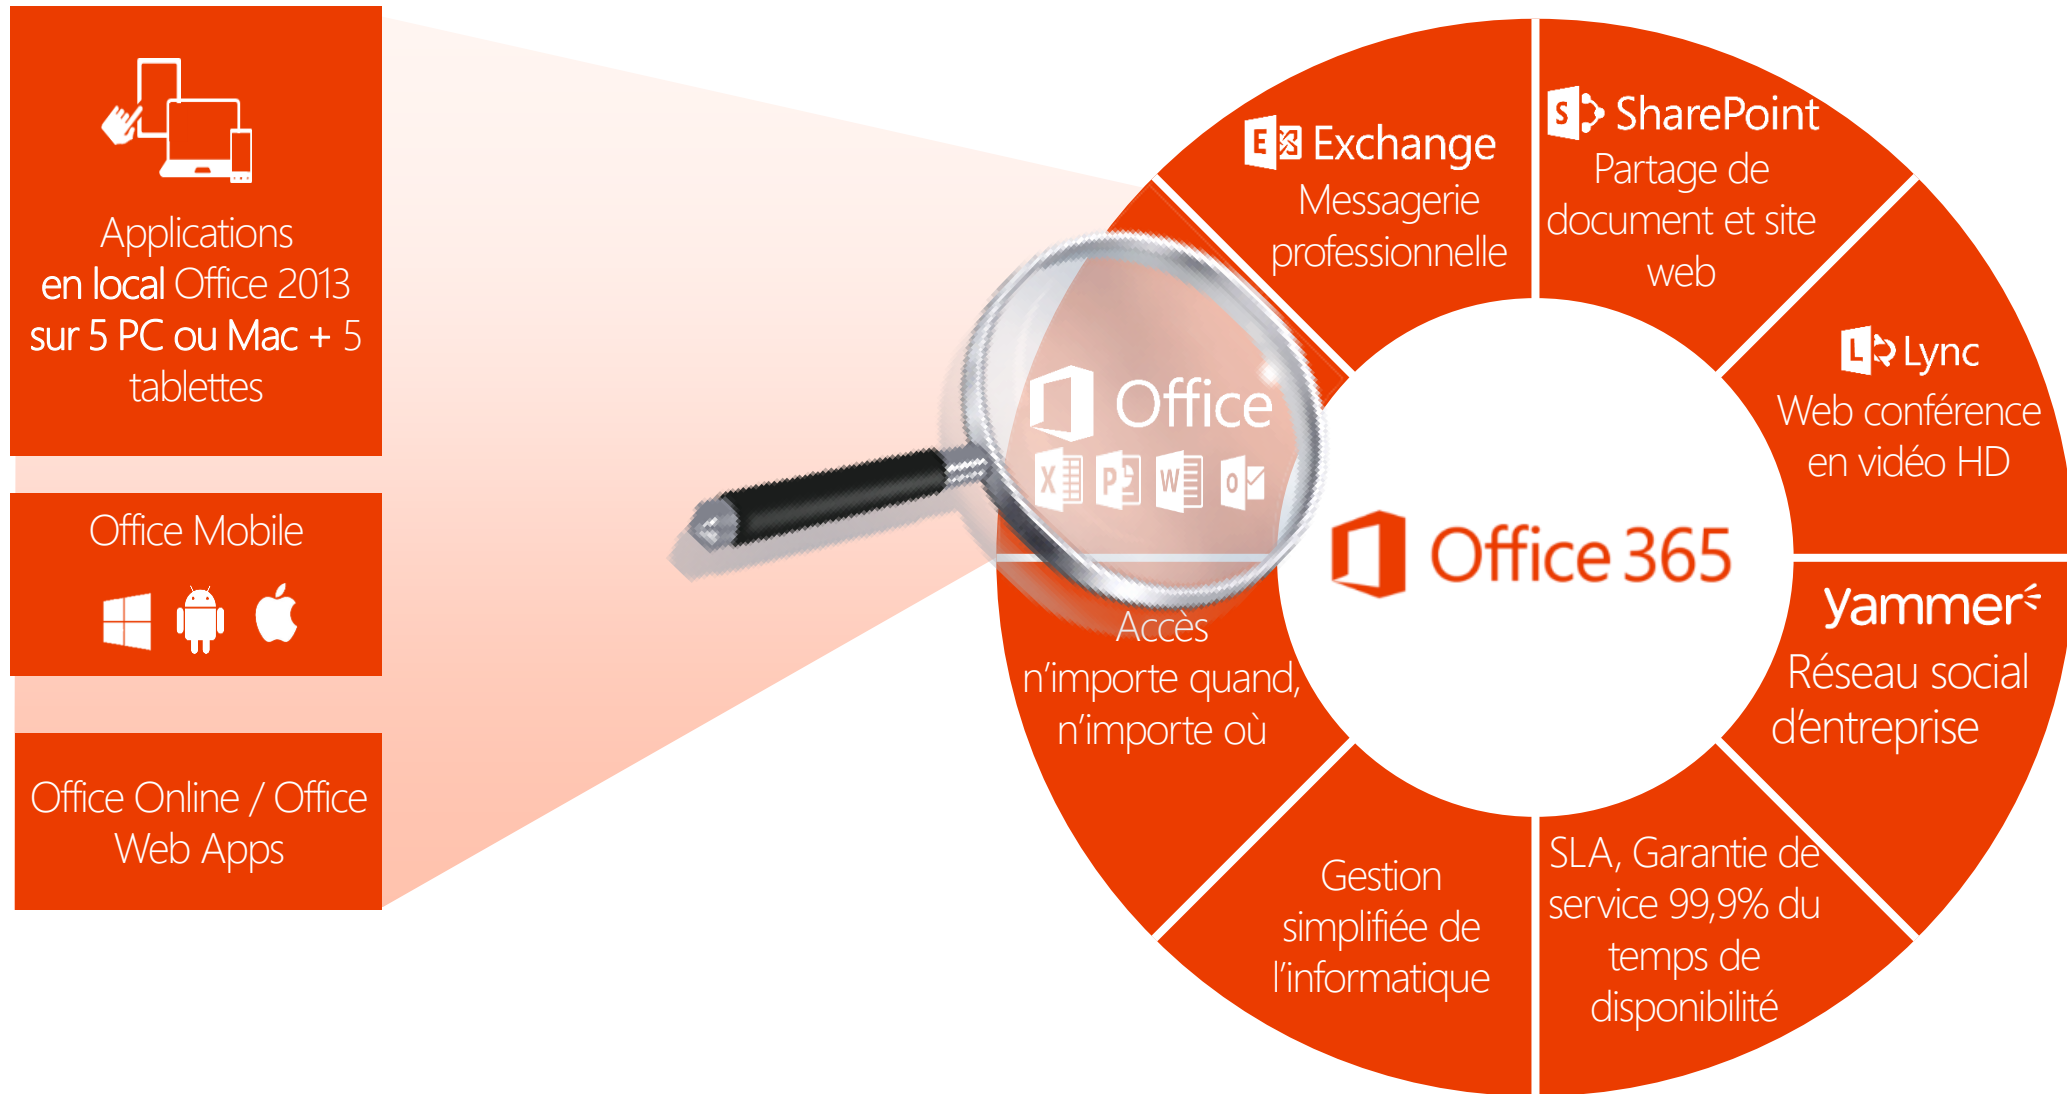 Applications
en local Office 2013
sur 5 PC ou Mac + 5
tablettes
Office Mobile
Office Online / Office
Web Apps
E Exchange
Messagerie
professionnelle
S SharePoint
Partage de
document et site
web
L Lync
Web conférence
en vidéo HD
Yammer
Réseau social
d'entreprise
SLA, Garantie de
service 99,9% du
temps de
disponibilité
Gestion
simplifiée de
l'informatique
Accès
n'importe quand,
n'importe où
Office
X P W O
Office 365